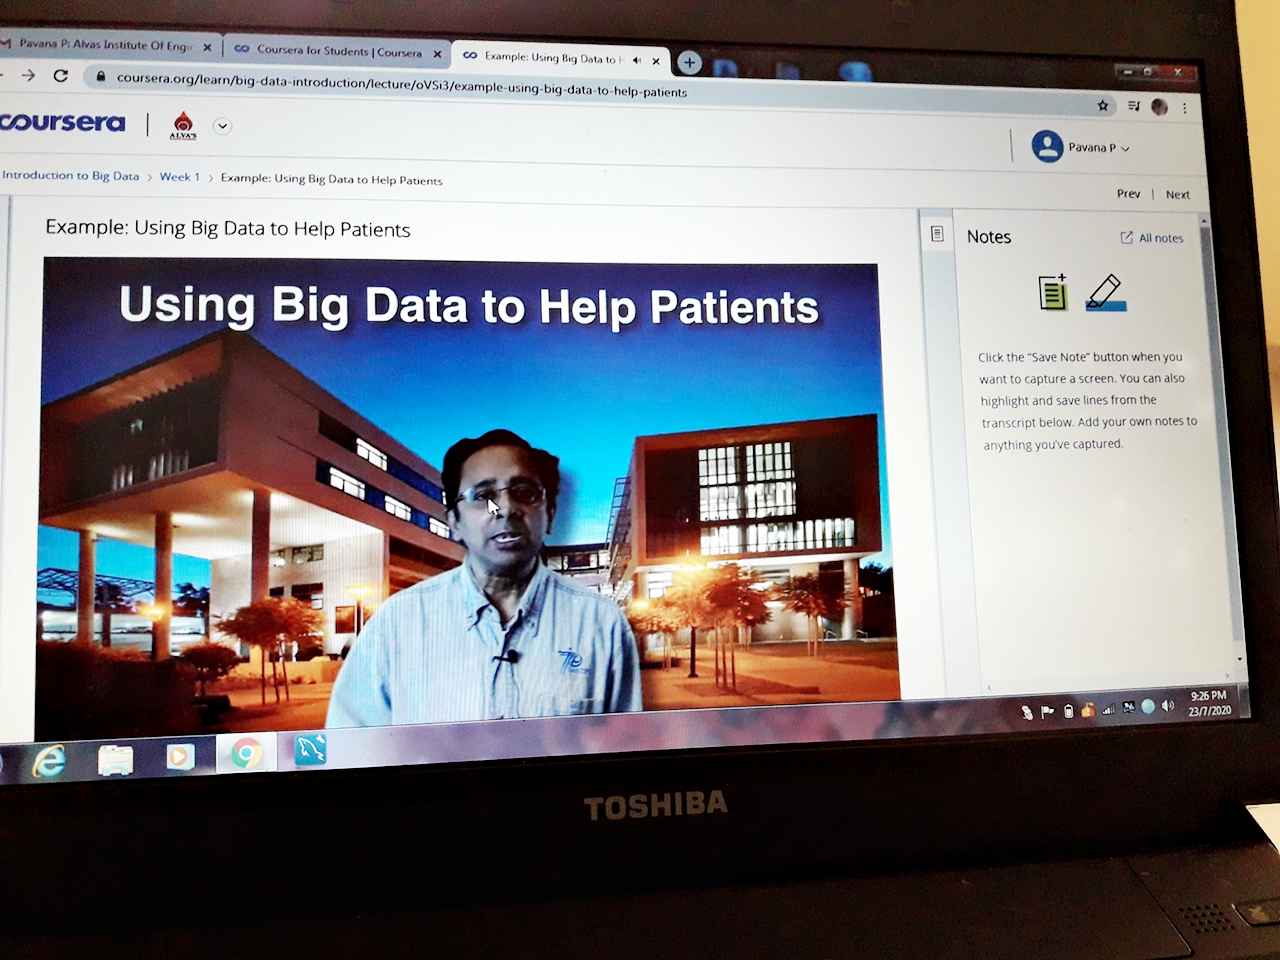 Pavana P: Alvas Institute Of Engi
Coursera for Students | Coursera
Example: Using Big Data to H
coursera.org/learn/big-data-introduction/lecture/oVSi3/example-using-big-data-to-help-patients
coursera
ALVA'S
Pavana P
Introduction to Big Data > Week 1 > Example: Using Big Data to Help Patients
Prev | Next
Example: Using Big Data to Help Patients
Notes
All notes
Using Big Data to Help Patients
Click the "Save Note" button when you
want to capture a screen. You can also
highlight and save lines from the
transcript below. Add your own notes to
anything you've captured.
9:26 PM
23/7/2020
TOSHIBA